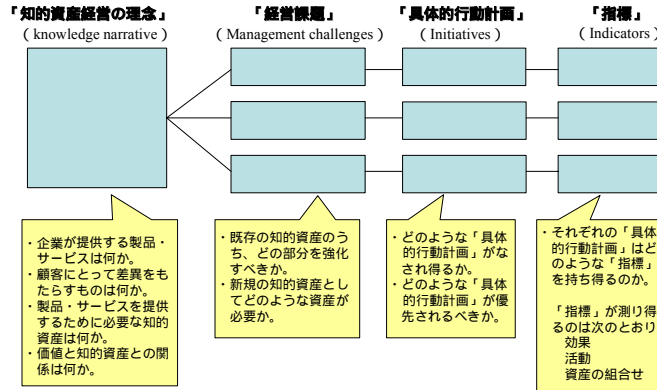 「知的資産経営の理念」
（knowledge narrative）
「経営課題」
（Management challenges）
「具体的行動計画」
（Initiatives）
「指標」
（Indicators）
・企業が提供する製品・
サービスは何か。
・顧客にとって差異をも
たらすものは何か。
・製品・サービスを提供
するために必要な知的
資産は何か。
・価値と知的資産との関
係は何か。
・既存の知的資産のう
ち、どの部分を強化
すべきか。
・新規の知的資産とし
てどのような資産が
必要か。
・どのような「具体
的行動計画」がな
され得るか。
・どのような「具体
的行動計画」が優
先されるべきか。
・それぞれの「具体
的行動計画」はど
のような「指標」
を持ち得るのか。
「指標」が測り得
るのは次のとおり
効果
活動
資産の組合せ